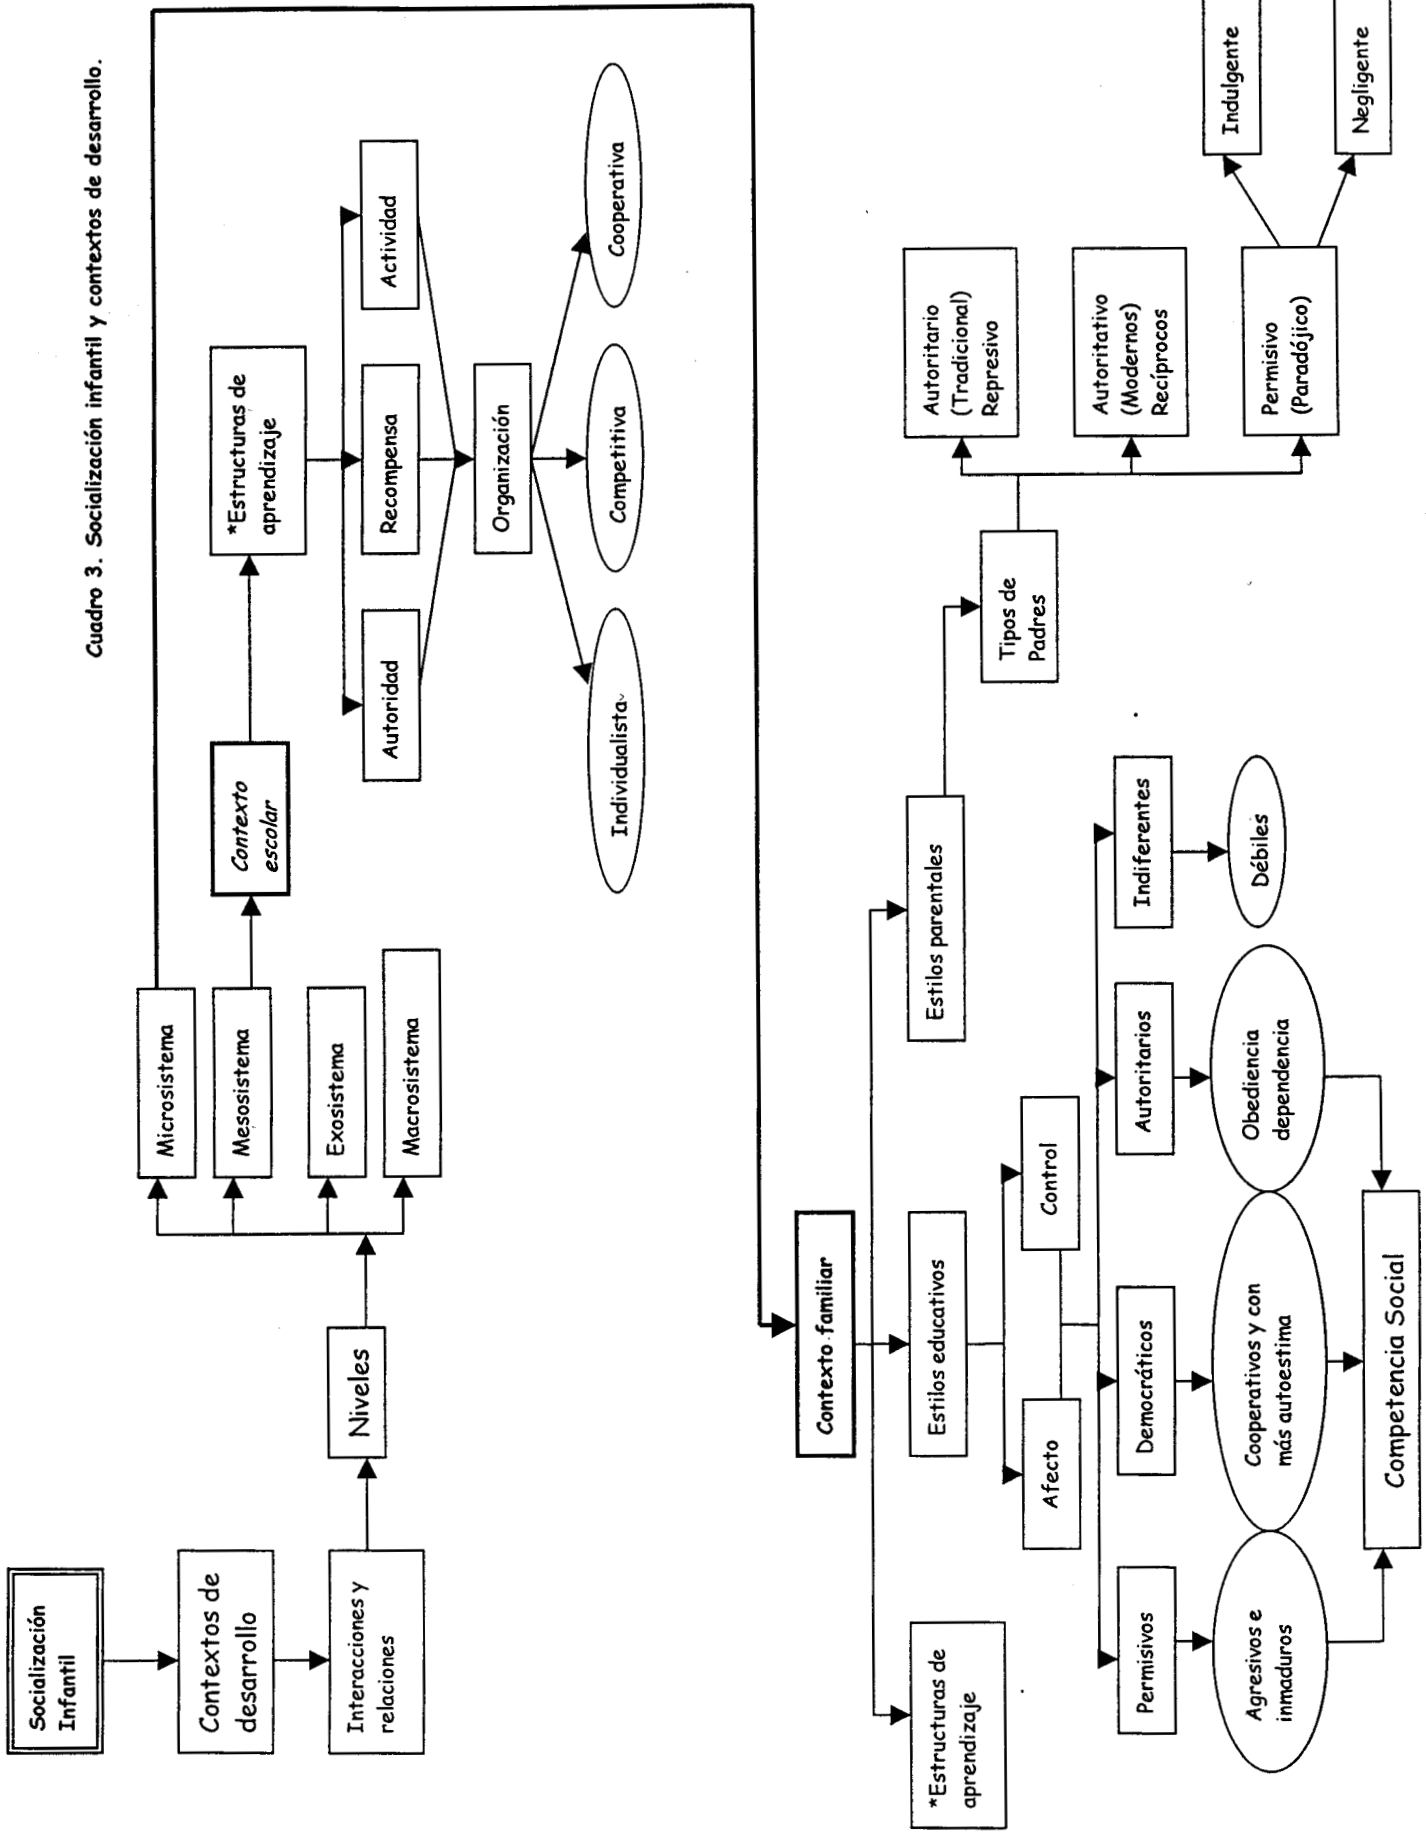 Cuadro 3. Socialización infantil y contextos de desarrollo.
Socialización
Infantil
Contextos de
desarrollo
Interacciones y
relaciones
Niveles
Microsistema
Mesosistema
Exosistema
Macrosistema
Contexto
escolar
*Estructuras de
aprendizaje
Autoridad
Recompensa
Actividad
Organización
Individualista
Competitiva
Cooperativa
Contexto familiar
*Estructuras de
aprendizaje
Estilos educativos
Estilos parentales
Afecto
Control
Permisivos
Democráticos
Autoritarios
Indiferentes
Agresivos e
inmaduros
Cooperativos y con
más autoestima
Obediencia
dependencia
Débiles
Competencia Social
Tipos de
Padres
Autoritario
(Tradicional)
Represivo
Autoritativo
(Modernos)
Recíprocos
Permisivo
(Paradójico)
Indulgente
Negligente